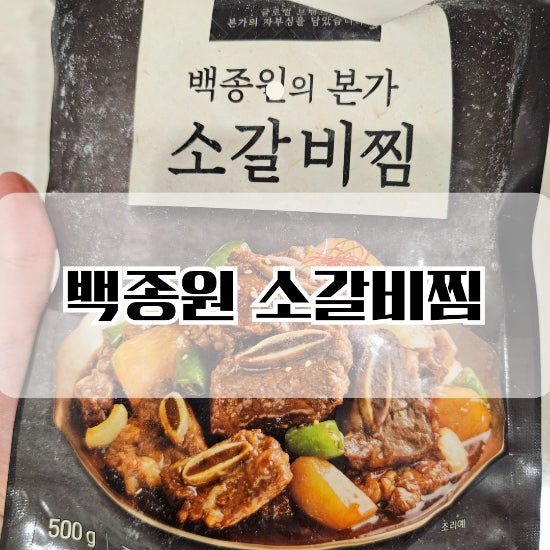 본가의 자부심을 담았습니다
백종원의 본가
소갈비찜
백종원 소갈비찜
500g
조리예